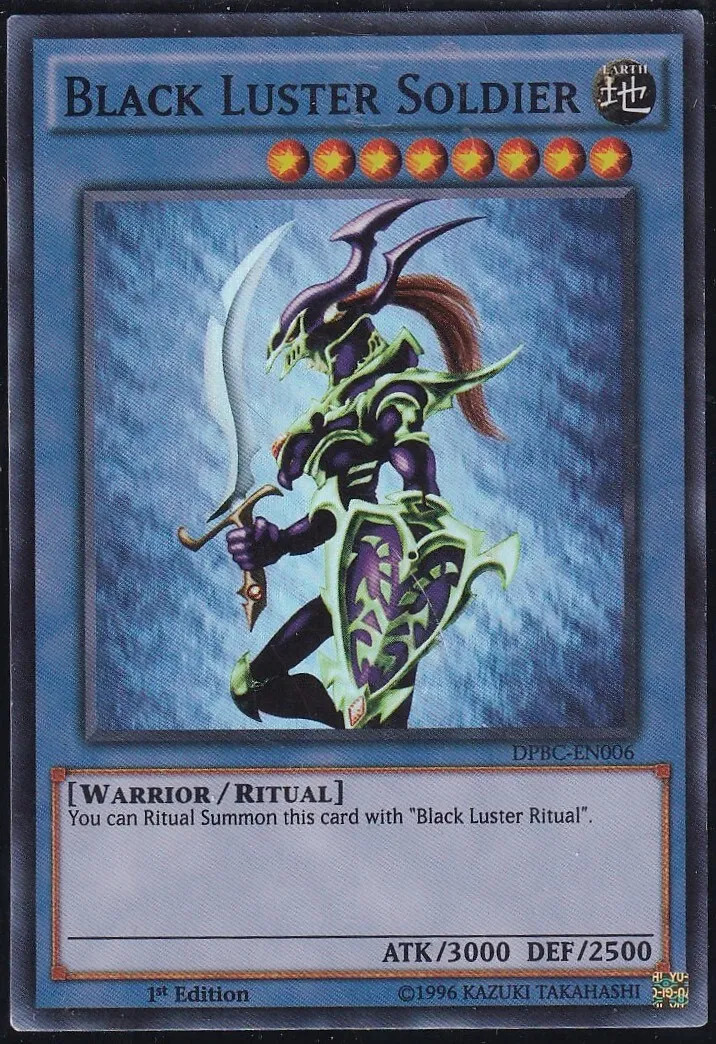 BLACK LUSTER SOLDIER
EARTH
地
DPBC-EN006
[WARRIOR/RITUAL]
You can Ritual Summon this card with "Black Luster Ritual".
ATK/3000 DEF/2500
1st Edition
©1996 KAZUKI TAKAHASHI